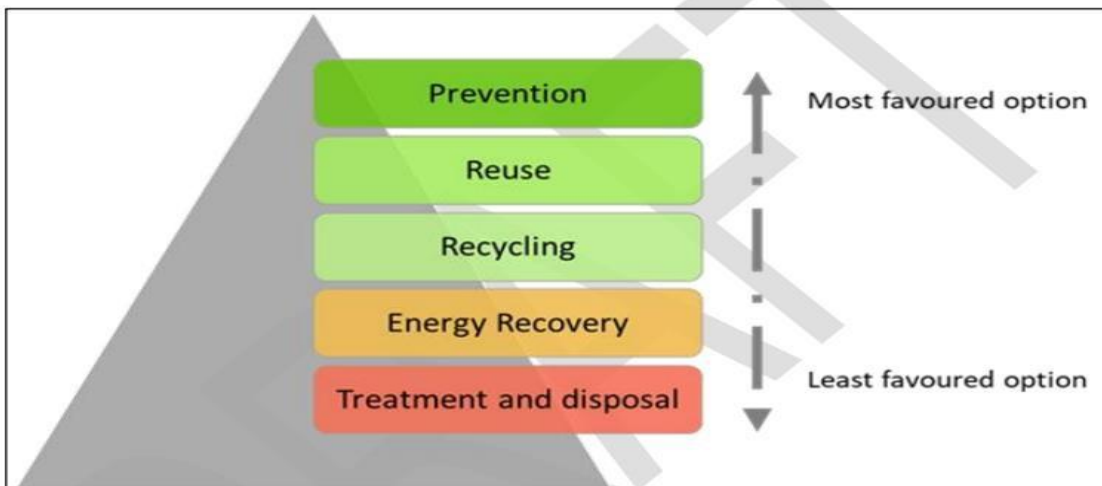 Prevention
Most favoured option
Reuse
Recycling
Energy Recovery
Least favoured option
Treatment and disposal